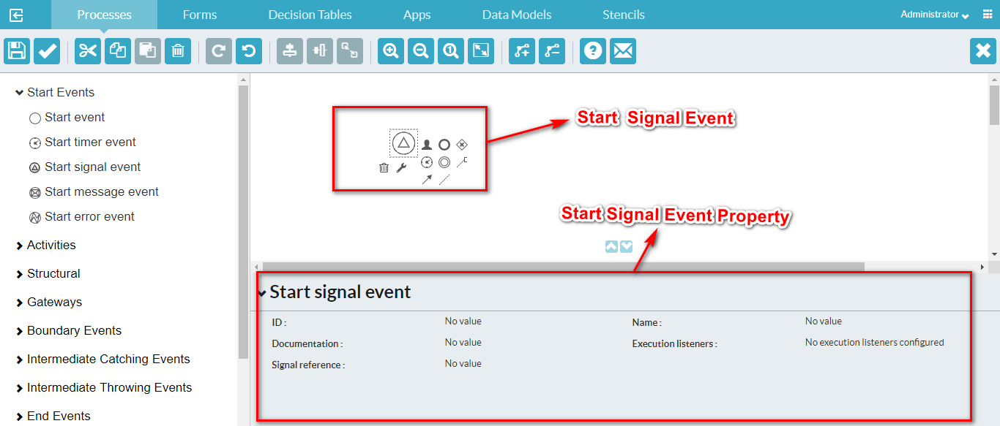 Processes Forms Decision Tables Apps Data Models Stencils Administrator
Start Events
Start event
Start timer event
Start signal event
Start message event
Start error event
Activities
Structural
Gateways
Boundary Events
Intermediate Catching Events
Intermediate Throwing Events
End Events
Start Signal Event
Start Signal Event Property
Start signal event
ID : No value Name : No value
Documentation : No value Execution listeners : No execution listeners configured
Signal reference : No value